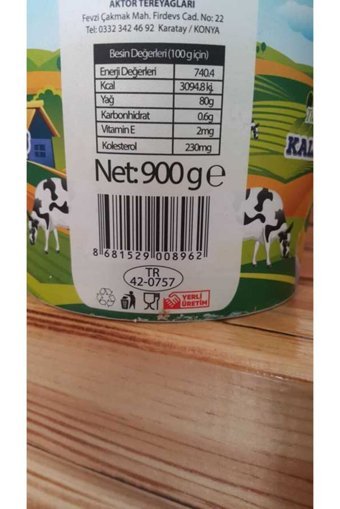 AKTÖR TEREYAĞLARI
Fevzi Çakmak Mah. Firdevs Cad. No: 22
Tel: 0332 342 46 92 Karatay / KONYA
Besin Değerleri (100 g için)
Enerji Değerleri 740.4
Kcal 3094.8 kj.
Yağ 80g
Karbonhidrat 0.6g
Vitamin E 2mg
Kolesterol 230mg
Net: 900 g e
8 681529 008962
TR
42-0757
YERLİ
ÜRETİM